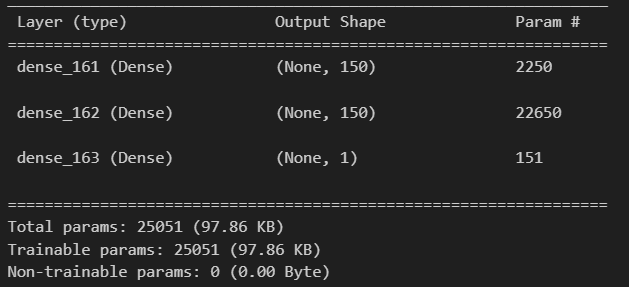 Layer (type) Output Shape Param #
=================================================================
dense_161 (Dense) (None, 150) 2250
dense_162 (Dense) (None, 150) 22650
dense_163 (Dense) (None, 1) 151
=================================================================
Total params: 25051 (97.86 KB)
Trainable params: 25051 (97.86 KB)
Non-trainable params: 0 (0.00 Byte)